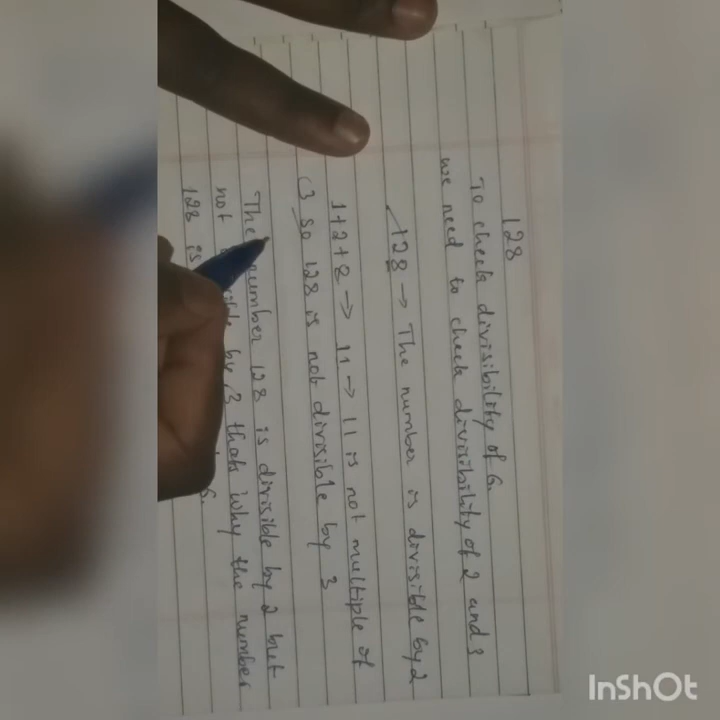 128
To check divisibility of 6.
we need to check divisibility of 2 and 3
128 → The number is divisible by 2
1+2+8 → 11 → 11 is not multiple of
(3 so 128 is not divisible by 3
The number 128 is divisible by 2 but
not by 3 thats why the number
128 is 6.
InShOt